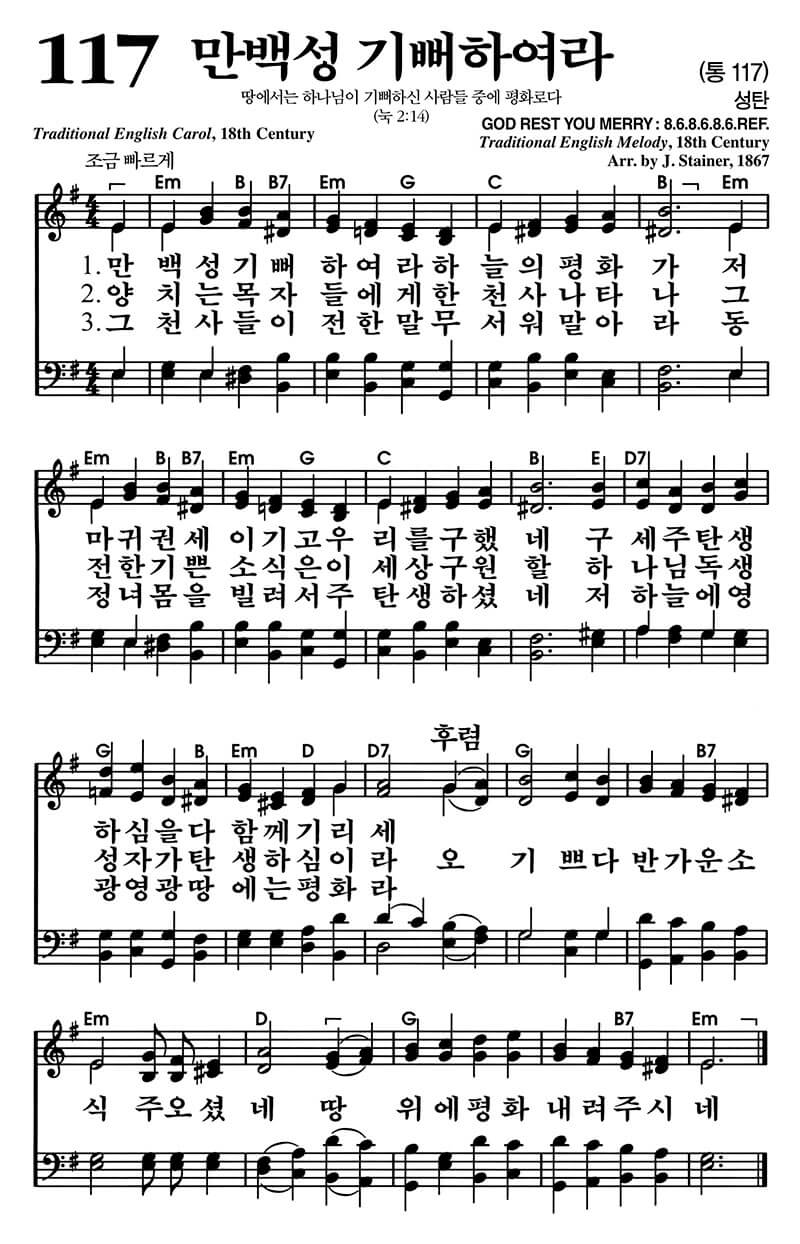 117 만백성 기뻐하여라 (통 117)
땅에서는 하나님이 기뻐하신 사람들 중에 평화로다 성탄
(눅 2:14)
GOD REST YOU MERRY : 8.6.8.6.8.6.REF.
Traditional English Carol, 18th Century
Traditional English Melody, 18th Century
조금 빠르게
Arr. by J. Stainer, 1867
Em B B7 Em G C B Em
4
4
1. 만 백 성 기 뻐 하 여 라 하 늘 의 평 화 가 저
2. 양 치 는 목 자 들 에 게 한 천 사 나 타 나 그
3. 그 천 사 들 이 전 한 말 무 서 워 말 아 라 동
4
4
Em B B7 Em G C B E D7
마 귀 권 세 이 기 고 우 리 를 구 했 네 구 세 주 탄 생
전 한 기 쁜 소 식 은 이 세 상 구 원 할 하 나 님 독 생
정 녀 몸 을 빌 려 서 주 탄 생 하 셨 네 저 하 늘 에 영
후렴
G B Em D D7 G B7
하 심 을 다 함 께 기 리 세
성 자 가 탄 생 하 심 이 라 오 기 쁘 다 반 가 운 소
광 영 광 땅 에 는 평 화 라
Em D G B7 Em
식 주 오 셨 네 땅 위 에 평 화 내 려 주 시 네